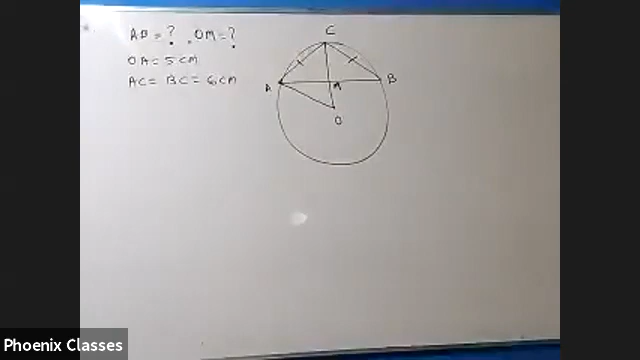 AB = ? , OM = ?
OA = 5 CM
AC = BC = 6 CM
C
A
B
M
O
Phoenix Classes